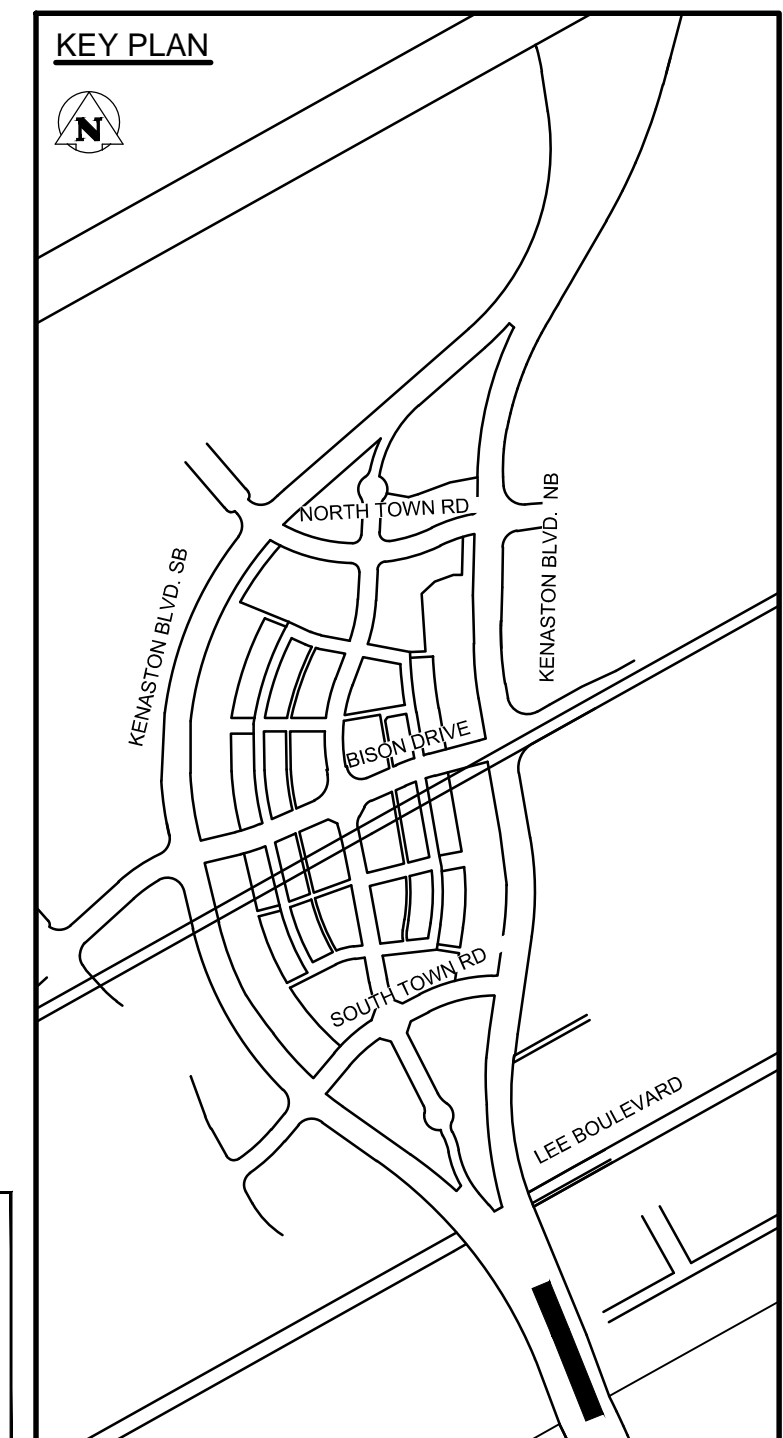 KEY PLAN
N
NORTH TOWN RD
KENASTON BLVD. NB
KENASTON BLVD. SB
BISON DRIVE
SOUTH TOWN RD
LEE BOULEVARD